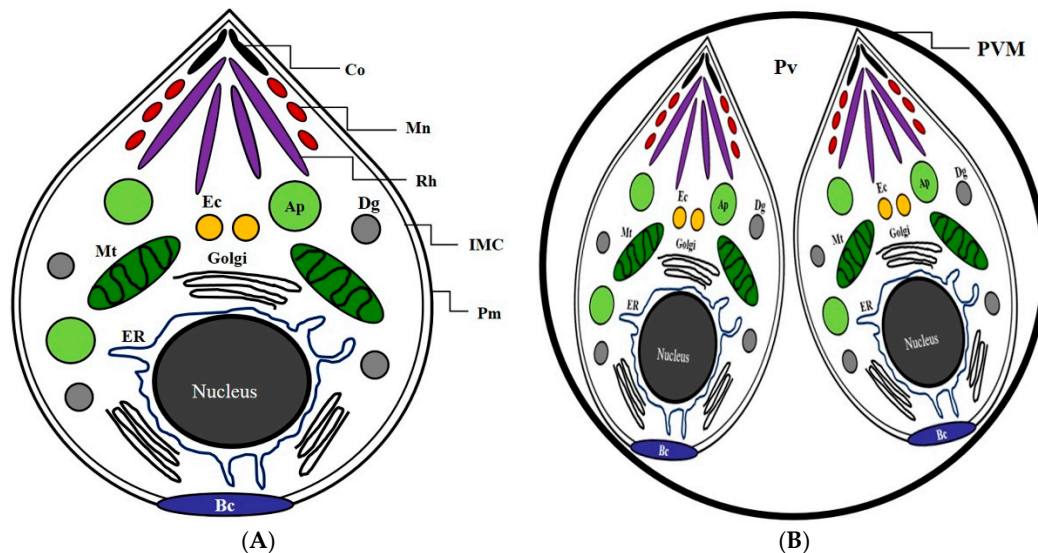 Co
Mn
Rh
Ec
Ap
Dg
IMC
Mt
Golgi
Pm
ER
Nucleus
Bc
(A)
PVM
Pv
Ec
Ap
Dg
Mt
Golgi
ER
Nucleus
Bc
Ec
Ap
Dg
Mt
Golgi
ER
Nucleus
Bc
(B)